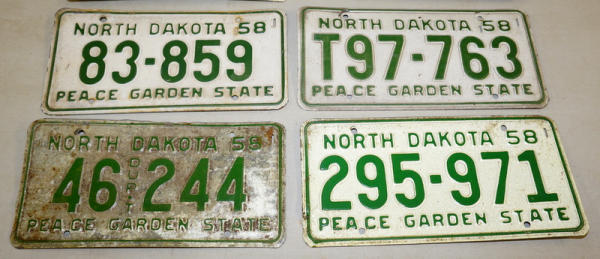 NORTH DAKOTA 58
83-859
PEACE GARDEN STATE
NORTH DAKOTA 58
T97-763
PEACE GARDEN STATE
NORTH DAKOTA 58
46 244
PEACE GARDEN STATE
NORTH DAKOTA 58
295-971
PEACE GARDEN STATE